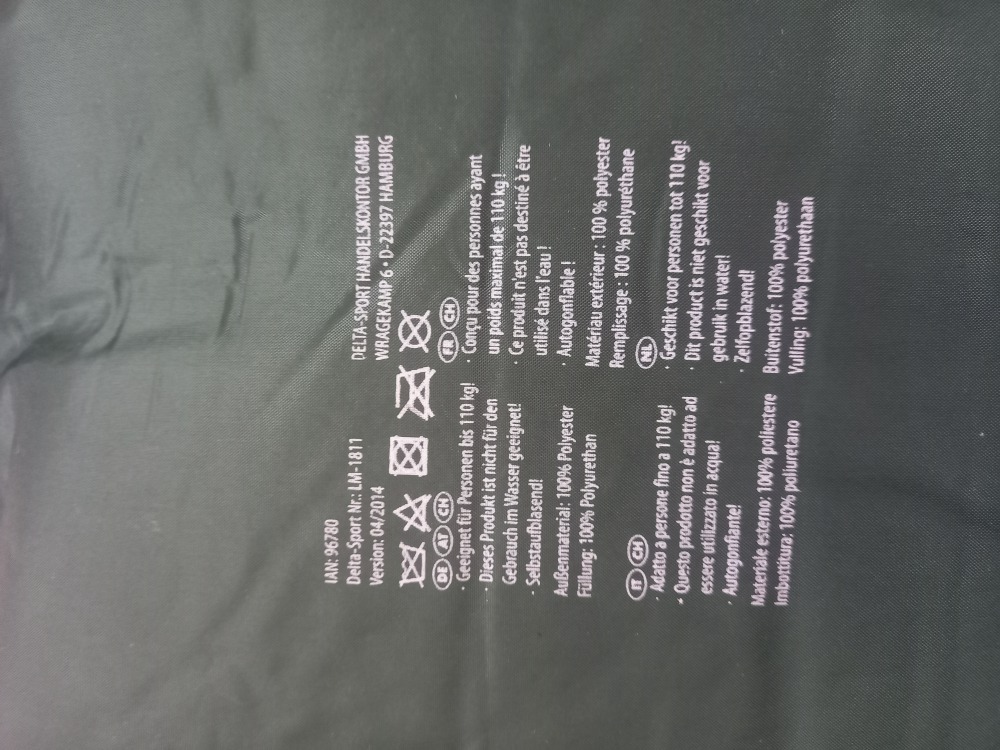 IAN: 96780
Delta-Sport Nr.: LM-1811
Version: 04/2014
DELTA-SPORT HANDELSKONTOR GMBH
WRAGEKAMP 6 • D-22397 HAMBURG
DE AT CH
· Geeignet für Personen bis 110 kg!
· Dieses Produkt ist nicht für den
Gebrauch im Wasser geeignet!
· Selbstaufblasend!
Außenmaterial: 100% Polyester
Füllung: 100% Polyurethan
FR CH
· Conçu pour des personnes ayant
un poids maximal de 110 kg !
· Ce produit n'est pas destiné à être
utilisé dans l'eau !
· Autogonflable !
Matériau extérieur : 100 % polyester
Remplissage : 100 % polyuréthane
IT CH
· Adatto a persone fino a 110 kg!
· Questo prodotto non è adatto ad
essere utilizzato in acqua!
· Autogonfiante!
Materiale esterno: 100% poliestere
Imbottitura: 100% poliuretano
NL
· Geschikt voor personen tot 110 kg!
· Dit product is niet geschikt voor
gebruik in water!
· Zelfopblazend!
Buitenstof: 100% polyester
Vulling: 100% polyurethaan